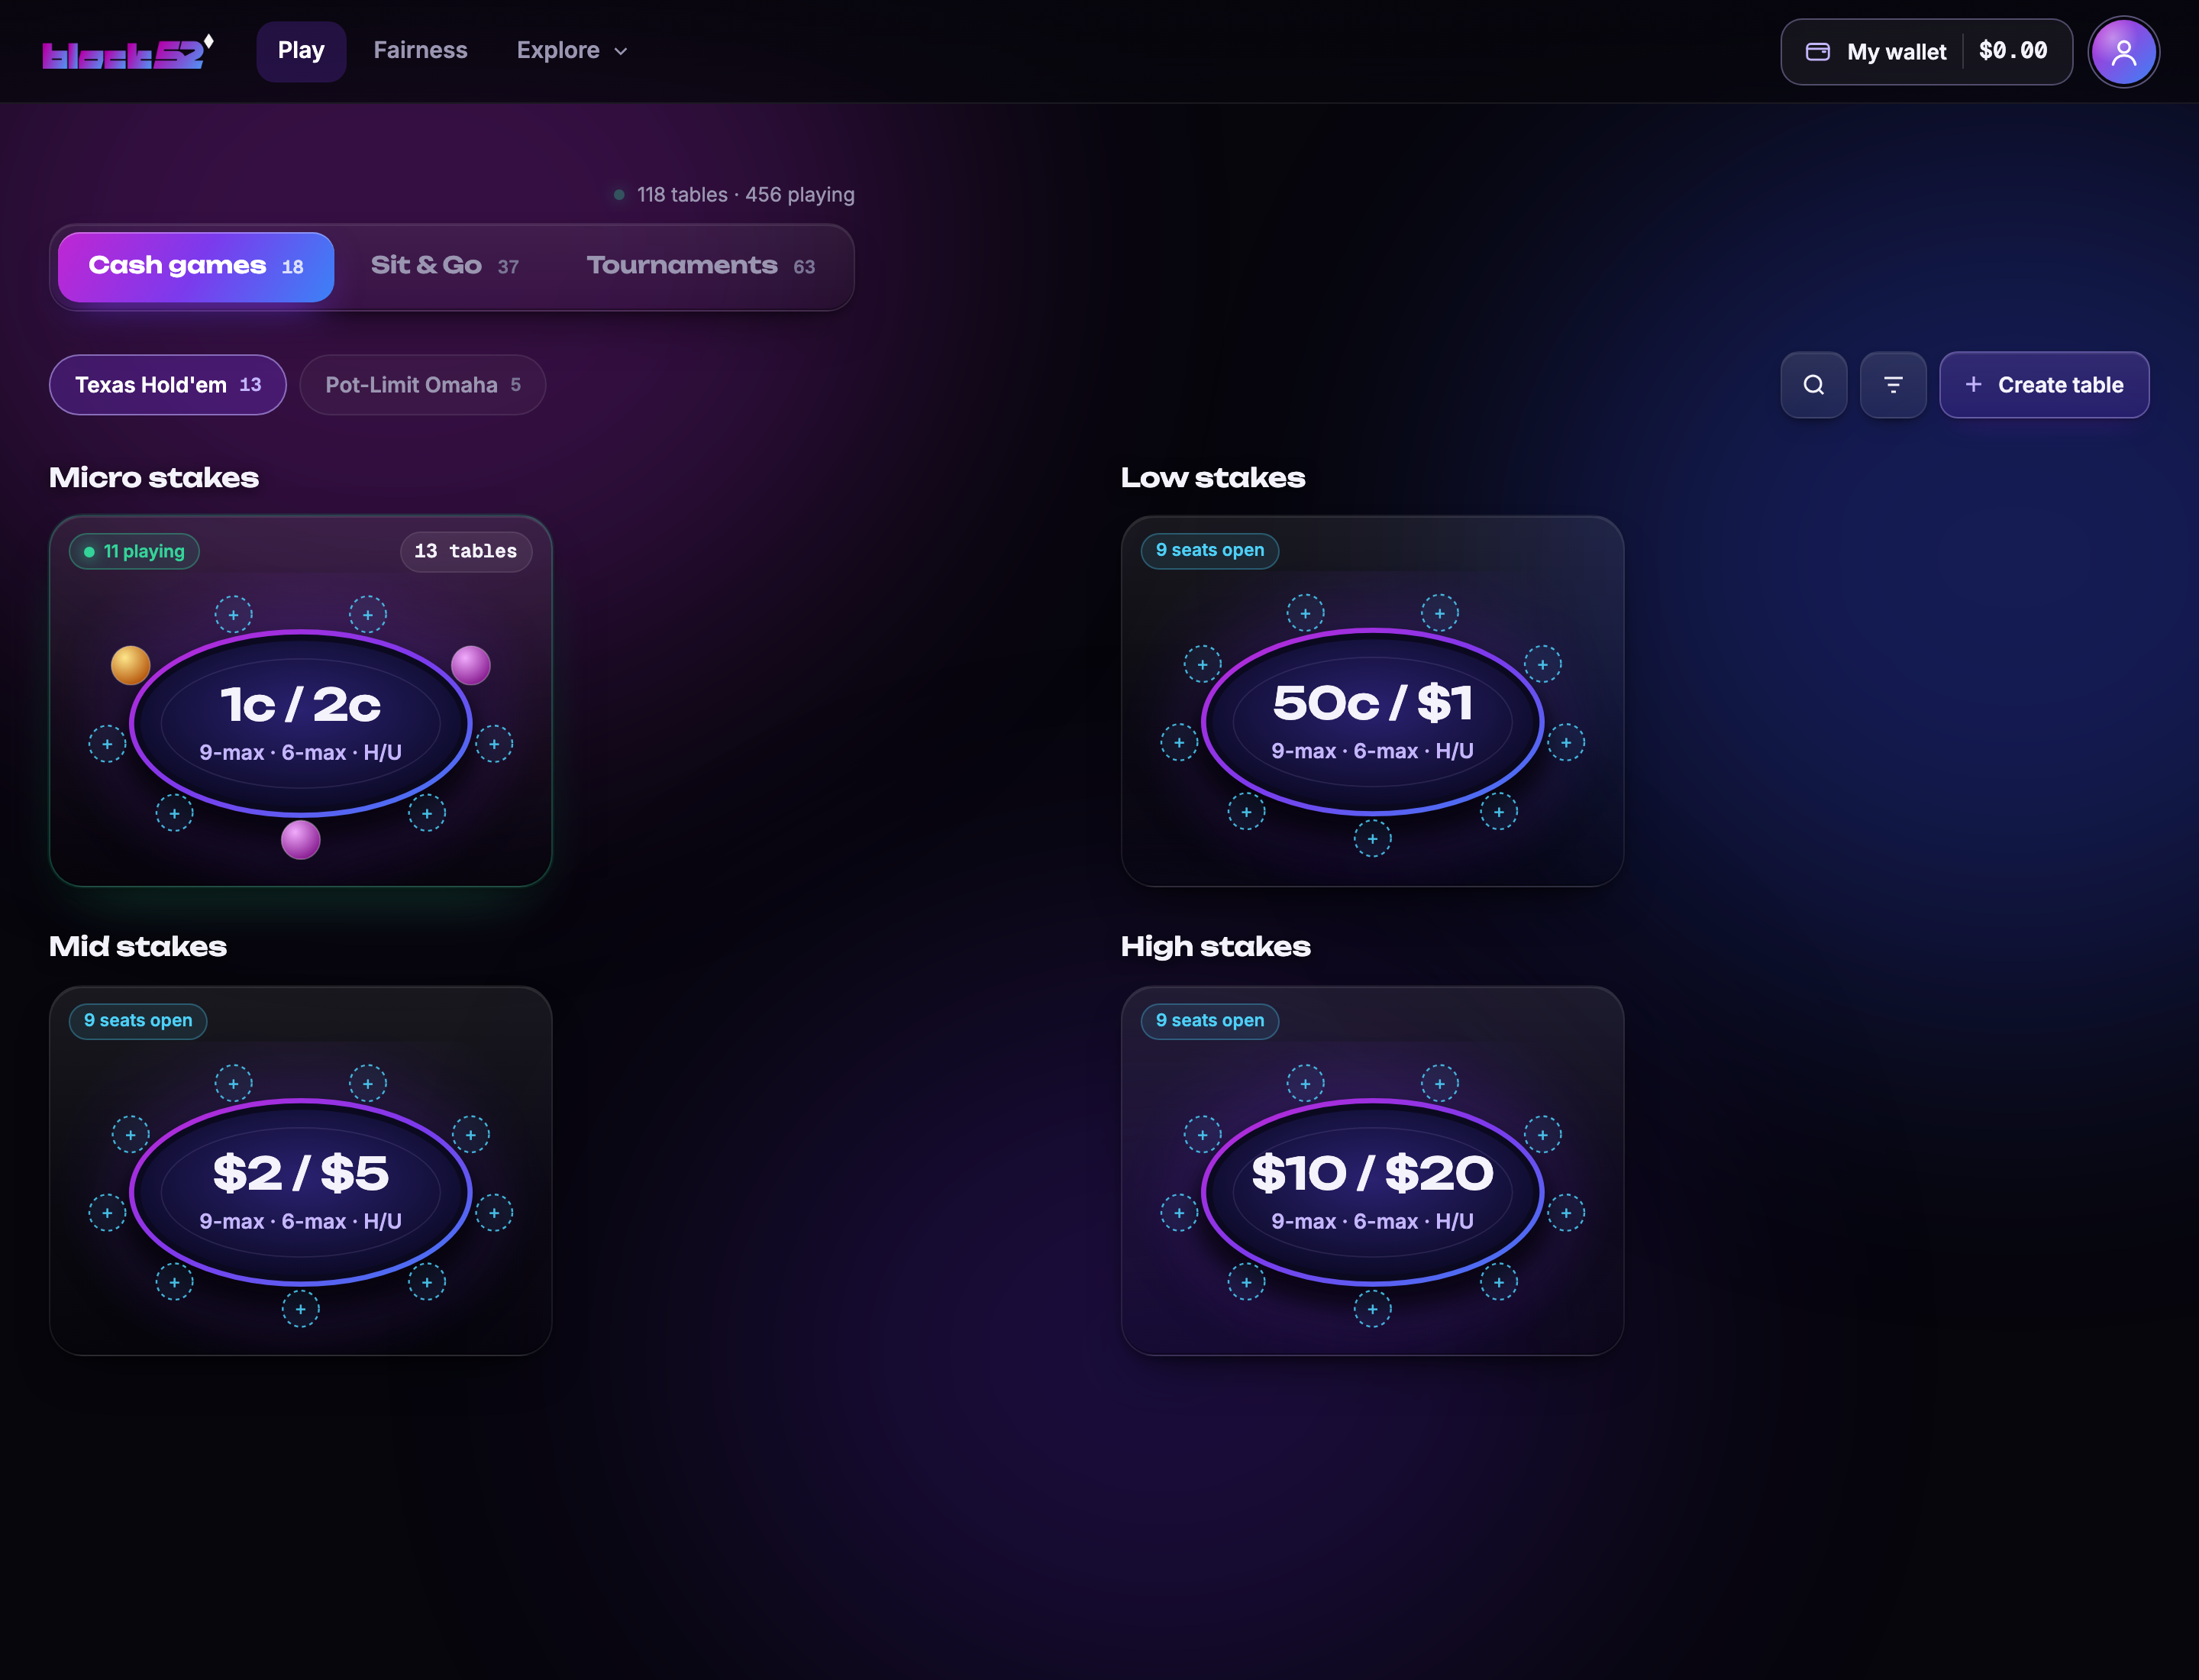 block52
Play
Fairness
Explore
My wallet
$0.00
118 tables · 456 playing
Cash games 18
Sit & Go 37
Tournaments 63
Texas Hold'em 13
Pot-Limit Omaha 5
+ Create table
Micro stakes
11 playing
13 tables
1c / 2c
9-max · 6-max · H/U
Low stakes
9 seats open
50c / $1
9-max · 6-max · H/U
Mid stakes
9 seats open
$2 / $5
9-max · 6-max · H/U
High stakes
9 seats open
$10 / $20
9-max · 6-max · H/U